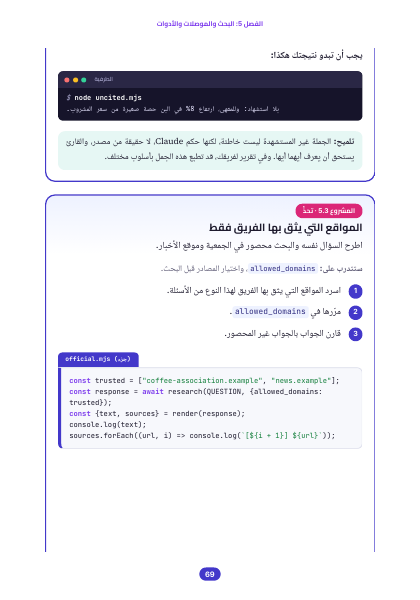 الفصل 5: البحث والموصلات والأدوات
يجب أن تبدو نتيجتك هكذا:
الطرفية
$ node uncited.mjs
بلا استشهاد: وللمقهى، ارتفاع 8% في البن حصة صغيرة من سعر المشروب.
تلميح: الجملة غير المستشهدة ليست خاطئة، لكنها حكم Claude، لا حقيقة من مصدر، والقارئ
يستحق أن يعرف أيهما أيها. وفي تقرير لفريقك، قد تطبع هذه الجمل بأسلوب مختلف.
المشروع 5.3 · تحدٍّ
المواقع التي يثق بها الفريق فقط
اطرح السؤال نفسه والبحث محصور في الجمعية وموقع الأخبار.
ستتدرب على: allowed_domains، واختيار المصادر قبل البحث.
1 اسرد المواقع التي يثق بها الفريق لهذا النوع من الأسئلة.
2 مرّرها في allowed_domains.
3 قارن الجواب بالجواب غير المحصور.
official.mjs (جزء)
const trusted = ["coffee-association.example", "news.example"];
const response = await research(QUESTION, {allowed_domains:
trusted});
const {text, sources} = render(response);
console.log(text);
sources.forEach((url, i) => console.log(`[${i + 1}] ${url}`));
69